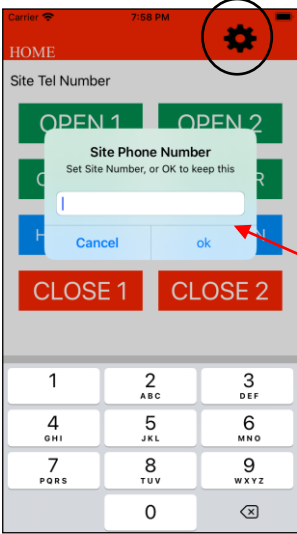 Carrier 7:58 PM
HOME
Site Tel Number
OPEN 1 OPEN 2
Site Phone Number
Set Site Number, or OK to keep this
Cancel ok
CLOSE 1 CLOSE 2
1 2 3
ABC DEF
4 5 6
GHI JKL MNO
7 8 9
PQRS TUV WXYZ
0